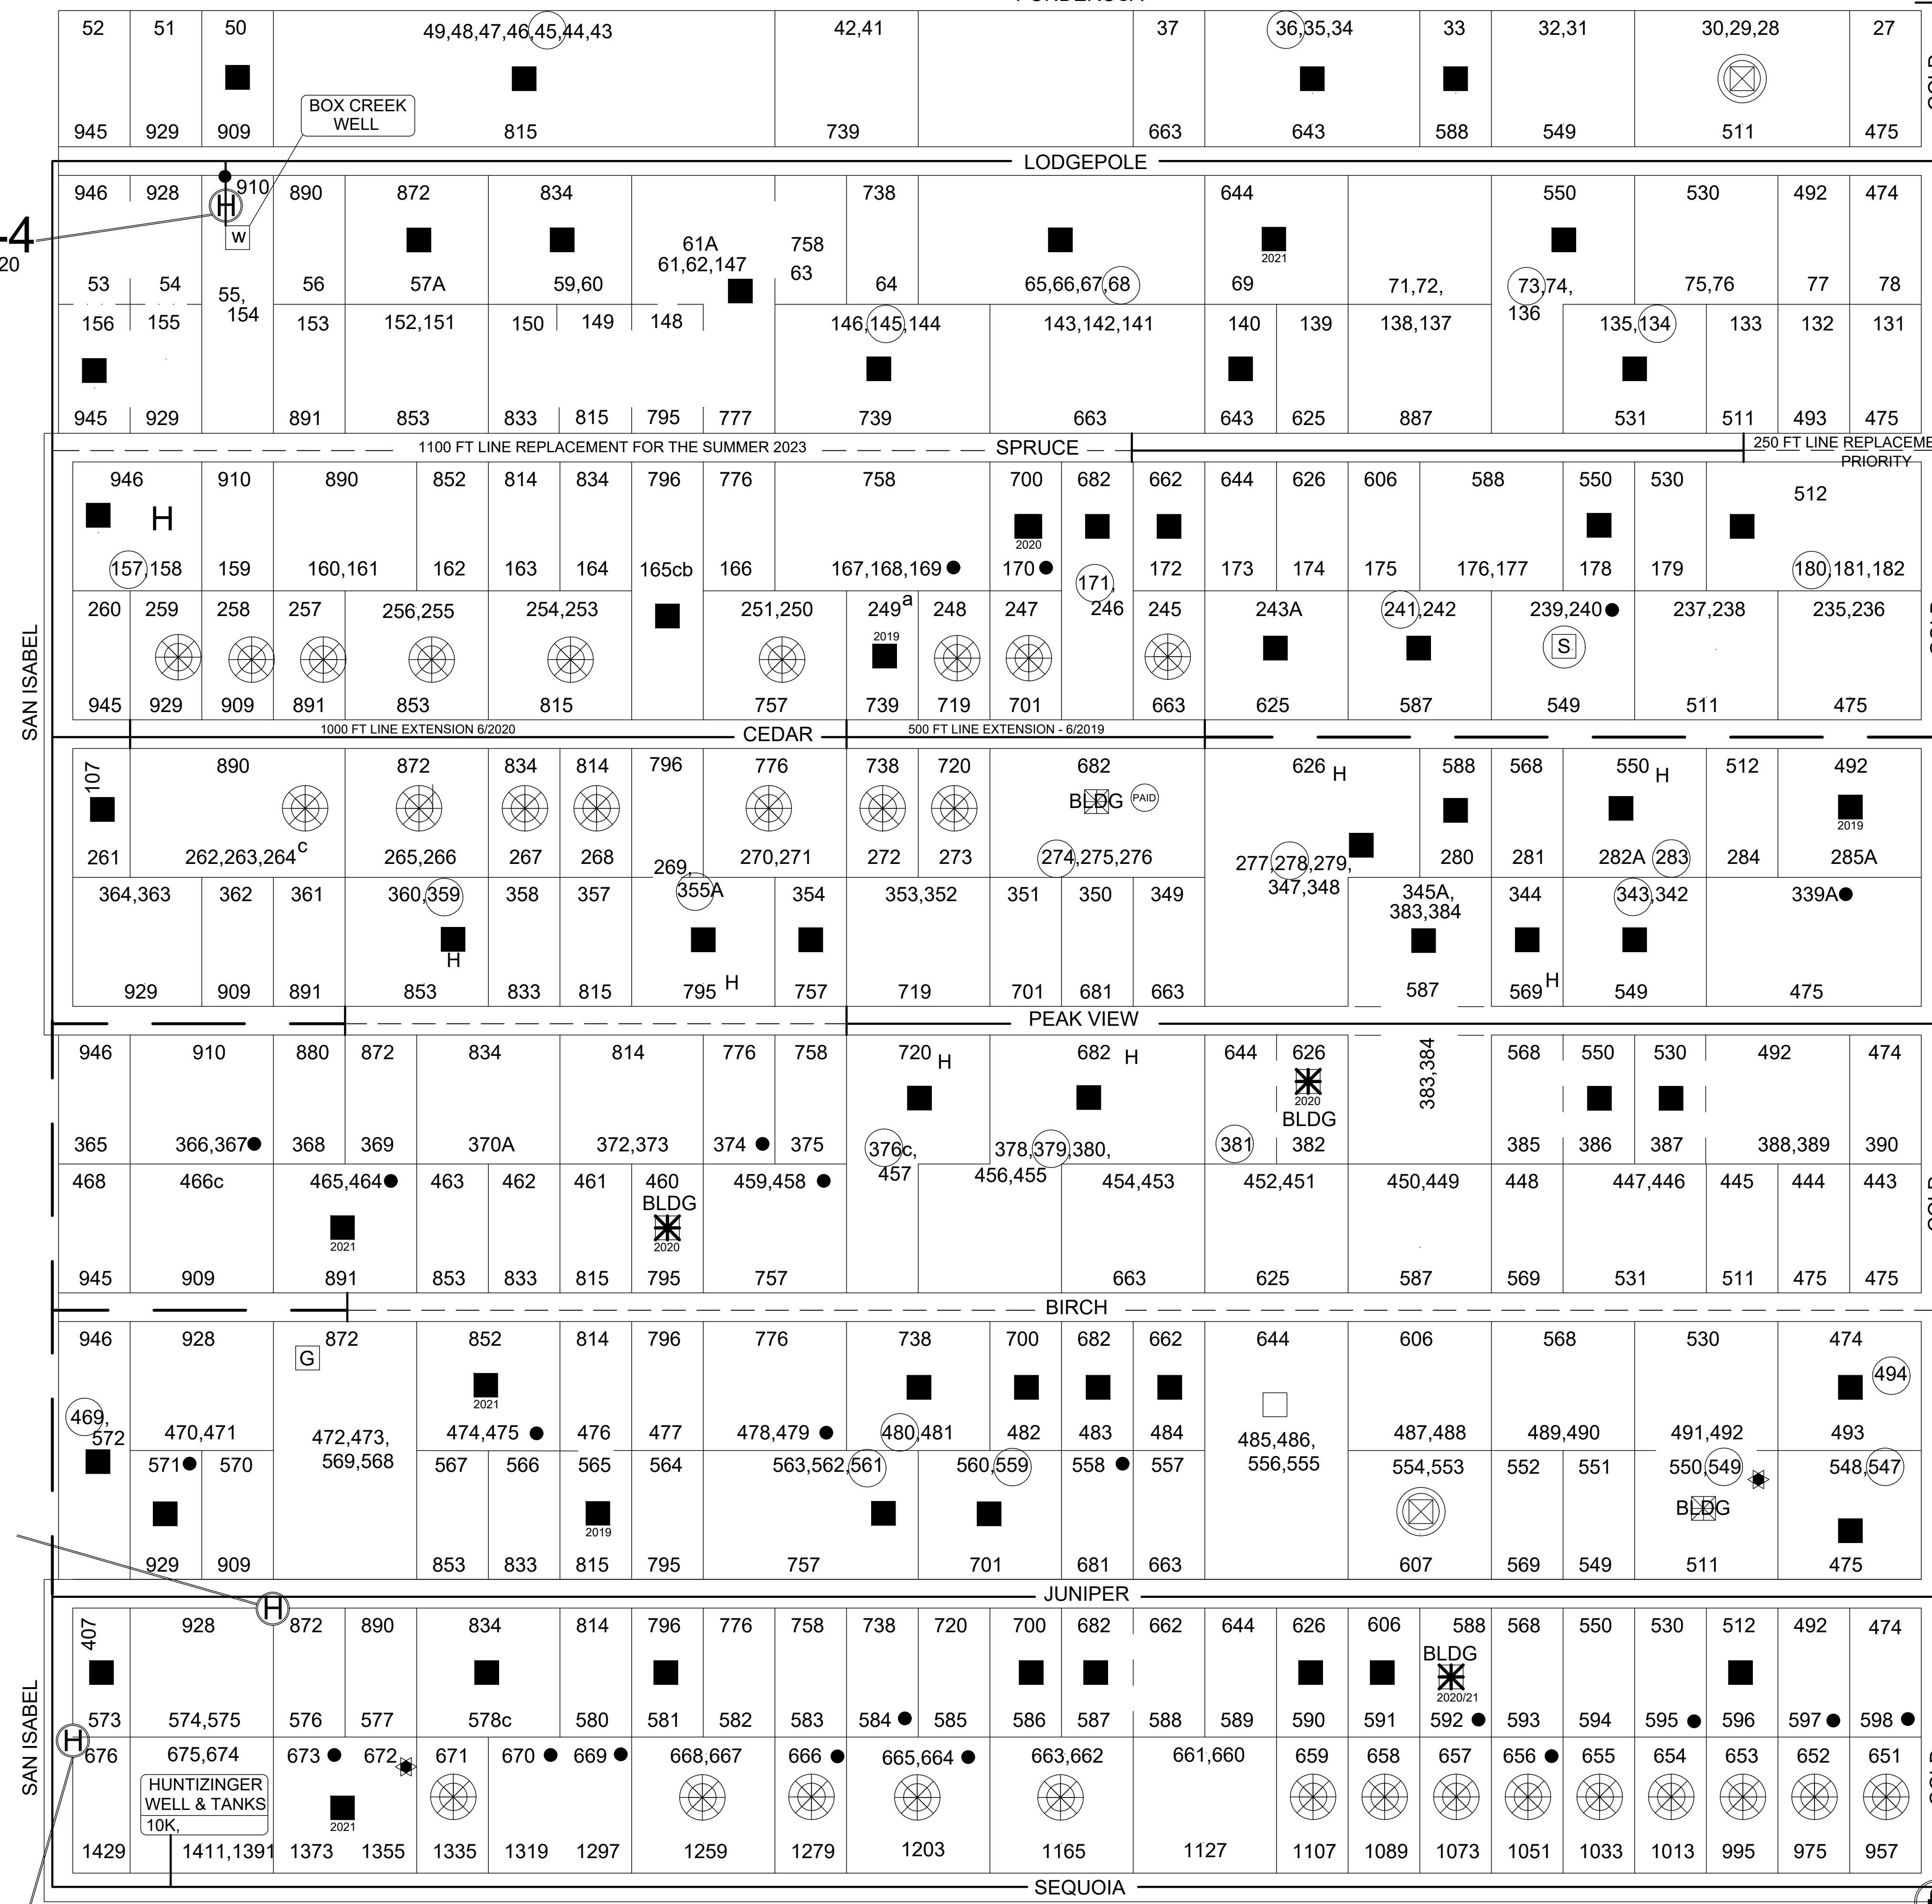 52 51 50 49,48,47,46,45,44,43 42,41 37 36,35,34 33 32,31 30,29,28 27
BOX CREEK
WELL
945 929 909 815 739 663 643 588 549 511 475
LODGEPOLE
946 928 910 890 872 834 738 644 550 530 492 474
-4
20
W
61A
61,62,147
758
63
2021
53 54 55,
154
56 57A 59,60 64 65,66,67,68 69 71,72, 73,74,
136
75,76 77 78
156 155 153 152,151 150 149 148 146,145,144 143,142,141 140 139 138,137 135,134 133 132 131
945 929 891 853 833 815 795 777 739 663 643 625 887 531 511 493 475
1100 FT LINE REPLACEMENT FOR THE SUMMER 2023
SPRUCE
250 FT LINE REPLACEME
PRIORITY
946 910 890 852 814 834 796 776 758 700 682 662 644 626 606 588 550 530 512
H
2020
157,158 159 160,161 162 163 164 165cb 166 167,168,169 170 171,
246
172 173 174 175 176,177 178 179 180,181,182
260 259 258 257 256,255 254,253 251,250 249a 248 247 245 243A 241,242 239,240 237,238 235,236
2019
S
945 929 909 891 853 815 757 739 719 701 663 625 587 549 511 475
SAN ISABEL
1000 FT LINE EXTENSION 6/2020
CEDAR
500 FT LINE EXTENSION - 6/2019
107 890 872 834 814 796 776 738 720 682 626 H 588 568 550 H 512 492
BLDG PAID
2019
261 262,263,264c 265,266 267 268 269,
355A
270,271 272 273 274,275,276 277,278,279,
347,348
280 281 282A 283 284 285A
364,363 362 361 360,359 358 357 354 353,352 351 350 349 345A,
383,384
344 343,342 339A
H
H
H
929 909 891 853 833 815 795 757 719 701 681 663 587 569 549 475
PEAK VIEW
946 910 880 872 834 814 776 758 720 H 682 H 644 626 383,384 568 550 530 492 474
2020
BLDG
365 366,367 368 369 370A 372,373 374 375 376c,
457
378,379,380,
456,455
381 382 385 386 387 388,389 390
468 466c 465,464 463 462 461 460 459,458 454,453 452,451 450,449 448 447,446 445 444 443
BLDG
2021
2020
945 909 891 853 833 815 795 757 663 625 587 569 531 511 475 475
BIRCH
946 928 872 852 814 796 776 738 700 682 662 644 606 568 530 474
G
2021
494
469,
572
470,471 472,473,
569,568
474,475 476 477 478,479 480,481 482 483 484 485,486,
556,555
487,488 489,490 491,492 493
571 570 567 566 565 564 563,562,561 560,559 558 557 554,553 552 551 550,549 548,547
BLDG
2019
929 909 853 833 815 795 757 701 681 663 607 569 549 511 475
JUNIPER
H
407 928 872 890 834 814 796 776 758 738 720 700 682 662 644 626 606 588 568 550 530 512 492 474
BLDG
2020/21
573 574,575 576 577 578c 580 581 582 583 584 585 586 587 588 589 590 591 592 593 594 595 596 597 598
SAN ISABEL
H
676 675,674 673 672 671 670 669 668,667 666 665,664 663,662 661,660 659 658 657 656 655 654 653 652 651
HUNTIZINGER
WELL & TANKS
10K,
2021
1429 1411,1391 1373 1355 1335 1319 1297 1259 1279 1203 1165 1127 1107 1089 1073 1051 1033 1013 995 975 957
SEQUOIA